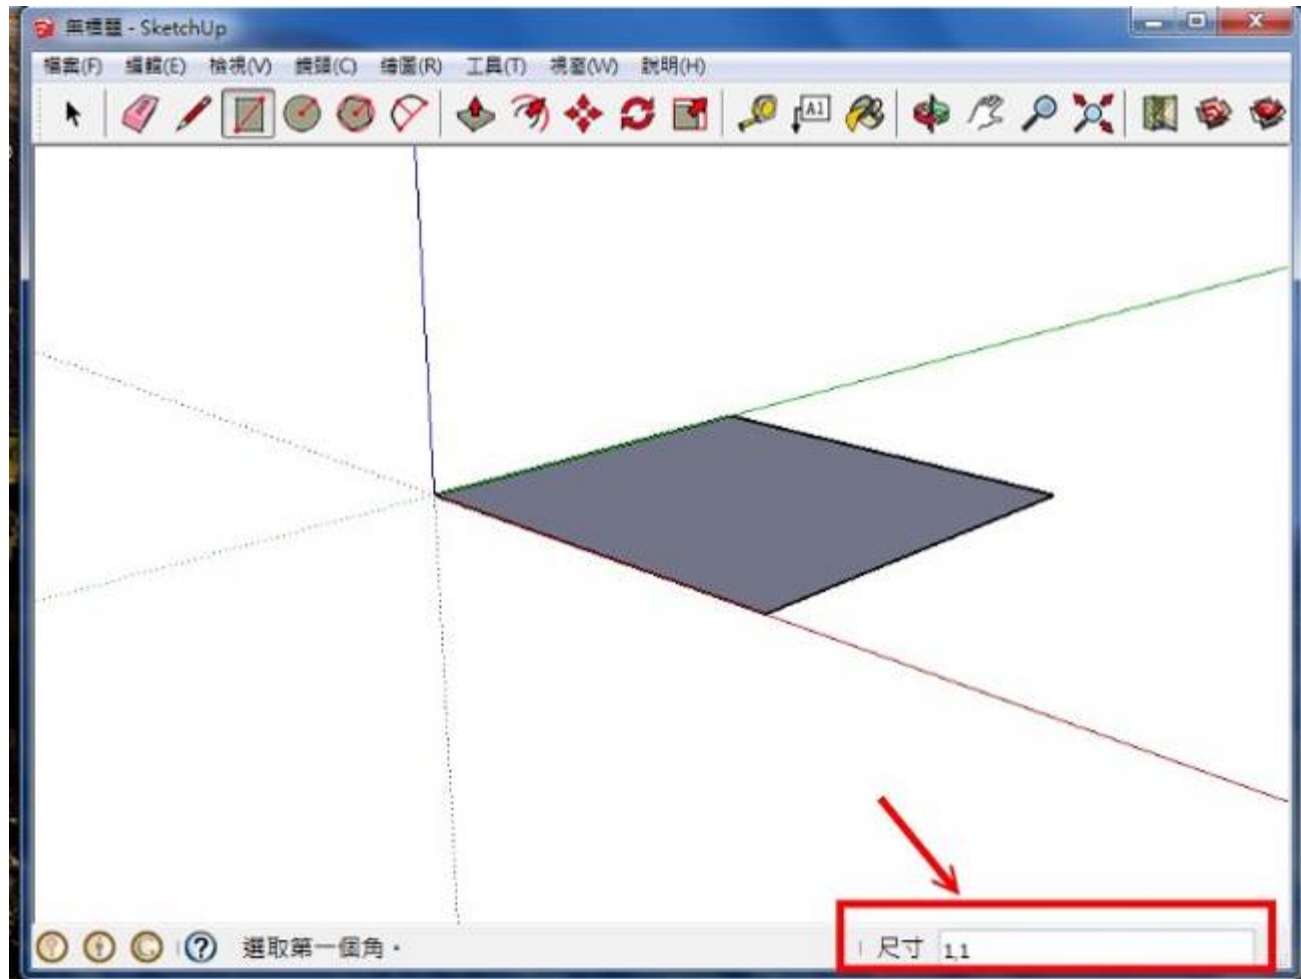 無標題 - SketchUp
檔案(F) 編輯(E) 檢視(V) 鏡頭(C) 繪圖(R) 工具(T) 視窗(W) 說明(H)
A1
選取第一個角。
尺寸 1,1